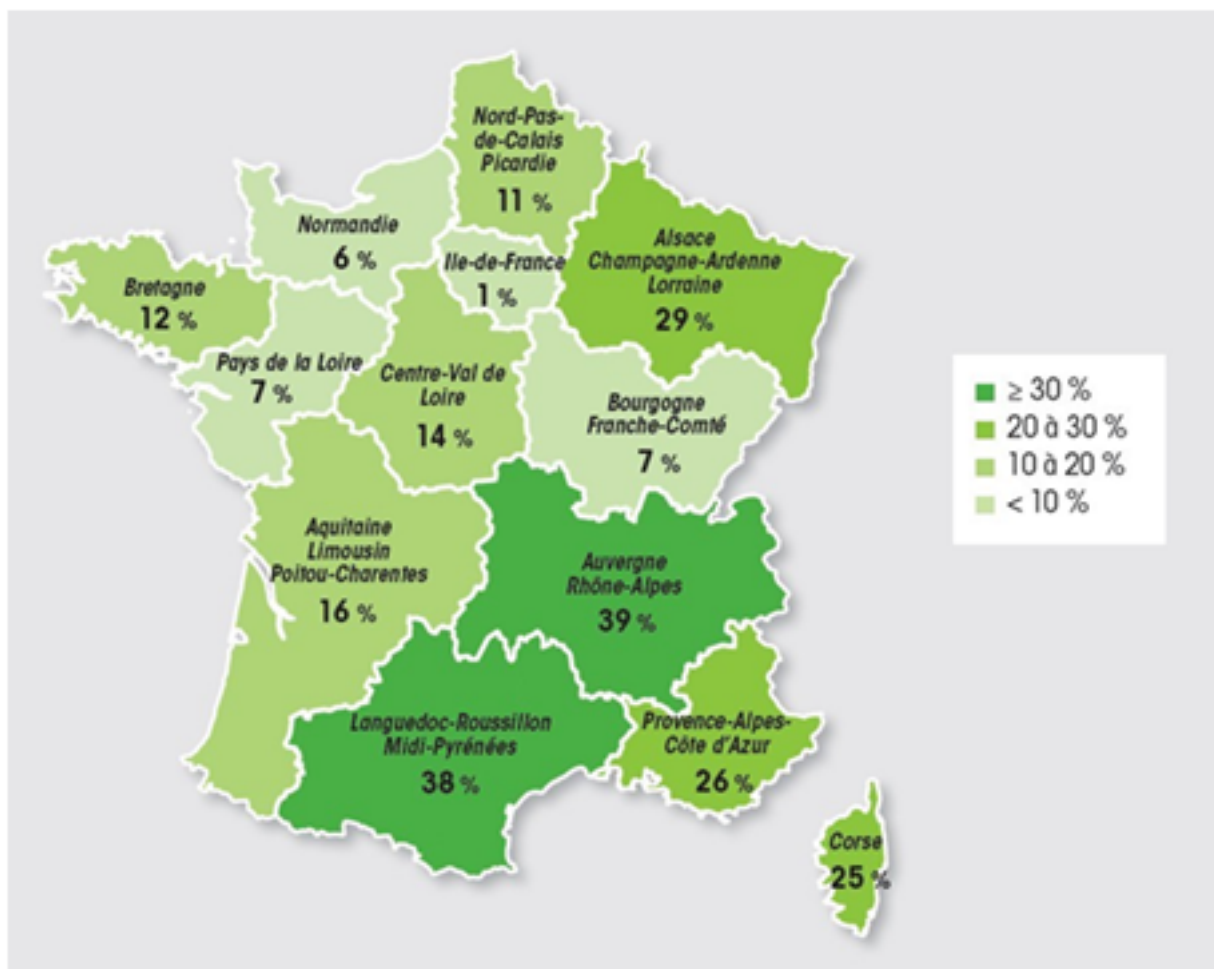 Nord-Pas-
de-Calais
Picardie
11 %
Normandie
6 %
Ile-de-France
1 %
Alsace
Champagne-Ardenne
Lorraine
29 %
Bretagne
12 %
Pays de la Loire
7 %
Centre-Val de
Loire
14 %
Bourgogne
Franche-Comté
7 %
≥ 30 %
20 à 30 %
10 à 20 %
< 10 %
Aquitaine
Limousin
Poitou-Charentes
16 %
Auvergne
Rhône-Alpes
39 %
Languedoc-Roussillon
Midi-Pyrénées
38 %
Provence-Alpes-
Côte d'Azur
26 %
Corse
25 %